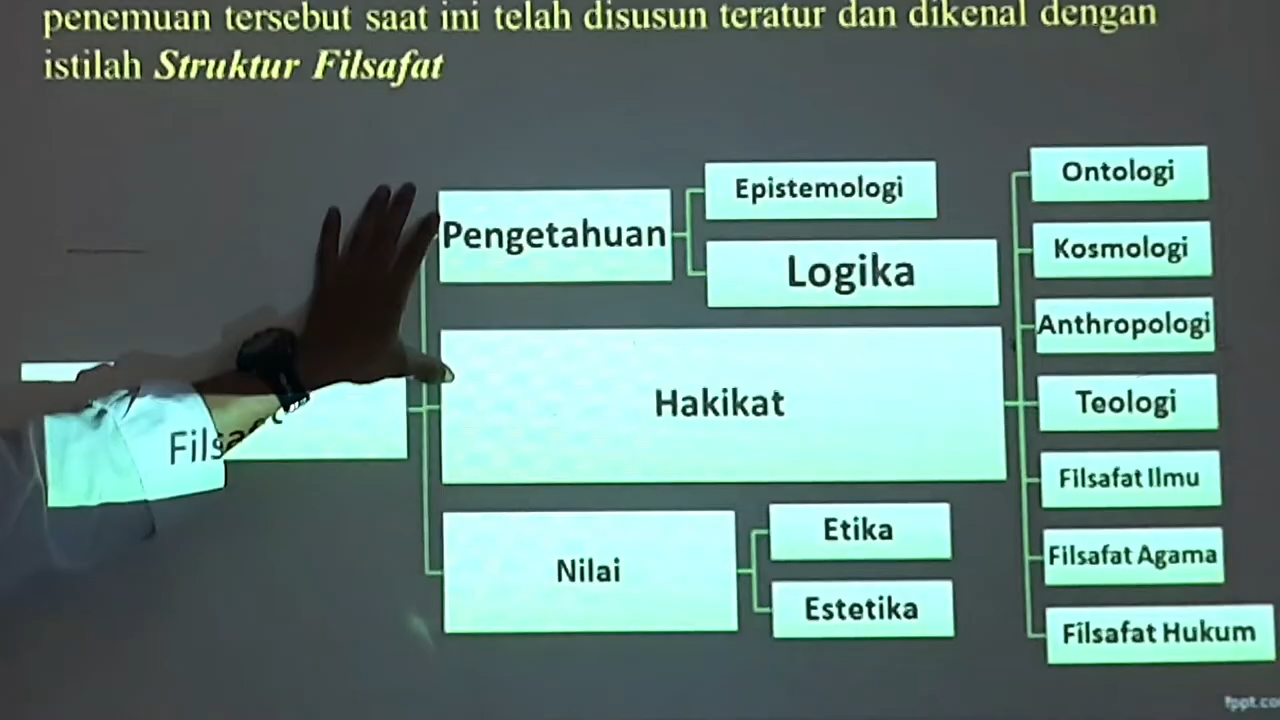 penemuan tersebut saat ini telah disusun teratur dan dikenal dengan
istilah Struktur Filsafat
Pengetahuan
Epistemologi
Logika
Hakikat
Ontologi
Kosmologi
Anthropologi
Teologi
Filsafat Ilmu
Filsafat Agama
Filsafat Hukum
Nilai
Etika
Estetika